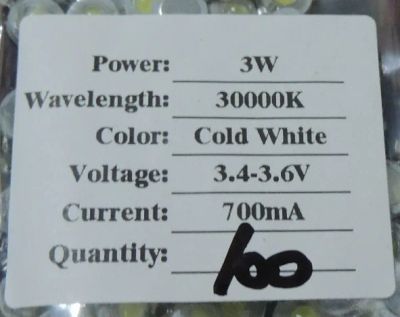 Power: 3W
Wavelength: 30000K
Color: Cold White
Voltage: 3.4-3.6V
Current: 700mA
Quantity: 100